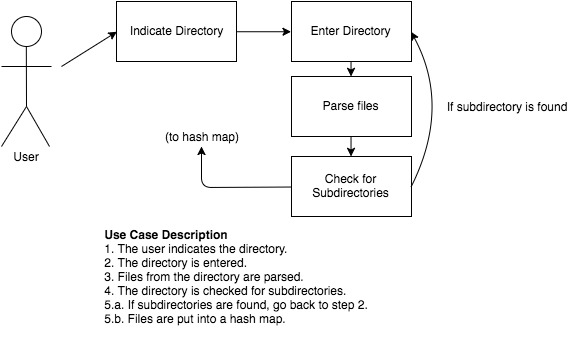 Indicate Directory
Enter Directory
Parse files
If subdirectory is found
(to hash map)
User
Check for
Subdirectories
Use Case Description
1. The user indicates the directory.
2. The directory is entered.
3. Files from the directory are parsed.
4. The directory is checked for subdirectories.
5.a. If subdirectories are found, go back to step 2.
5.b. Files are put into a hash map.